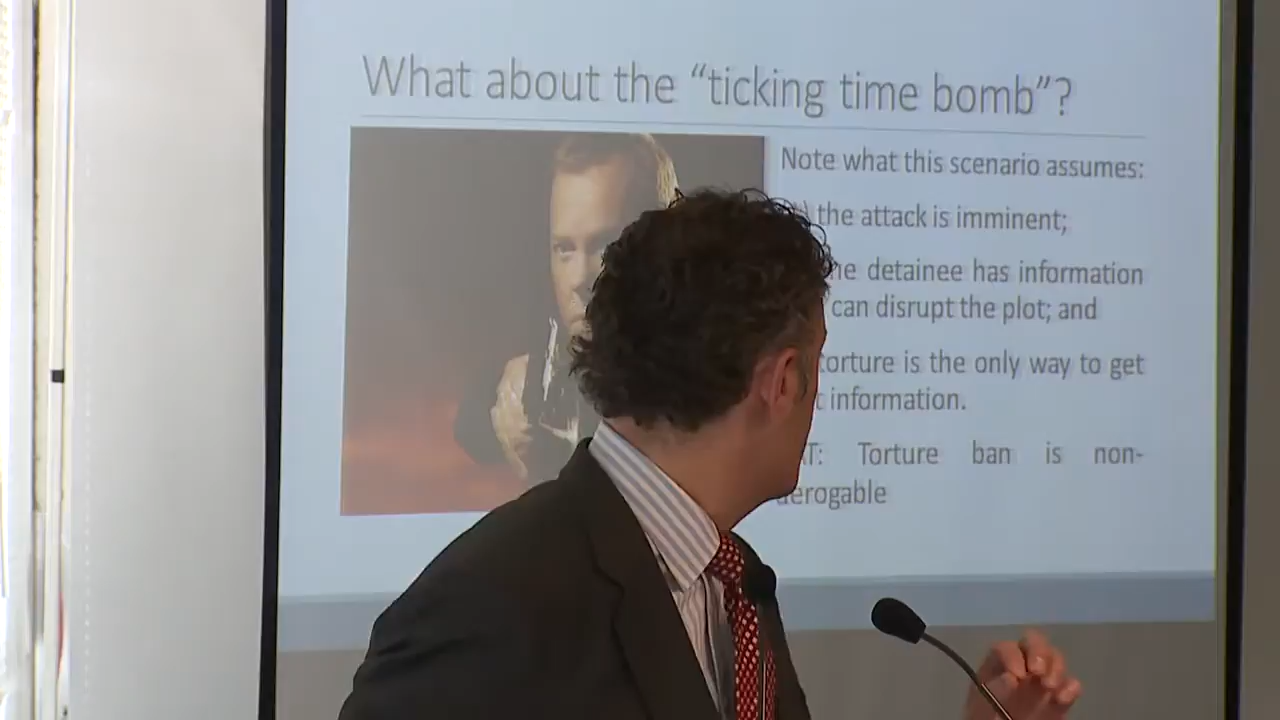 What about the “ticking time bomb”?
Note what this scenario assumes:
the attack is imminent;
detainee has information
can disrupt the plot; and
torture is the only way to get
information.
Torture ban is non-
derogable